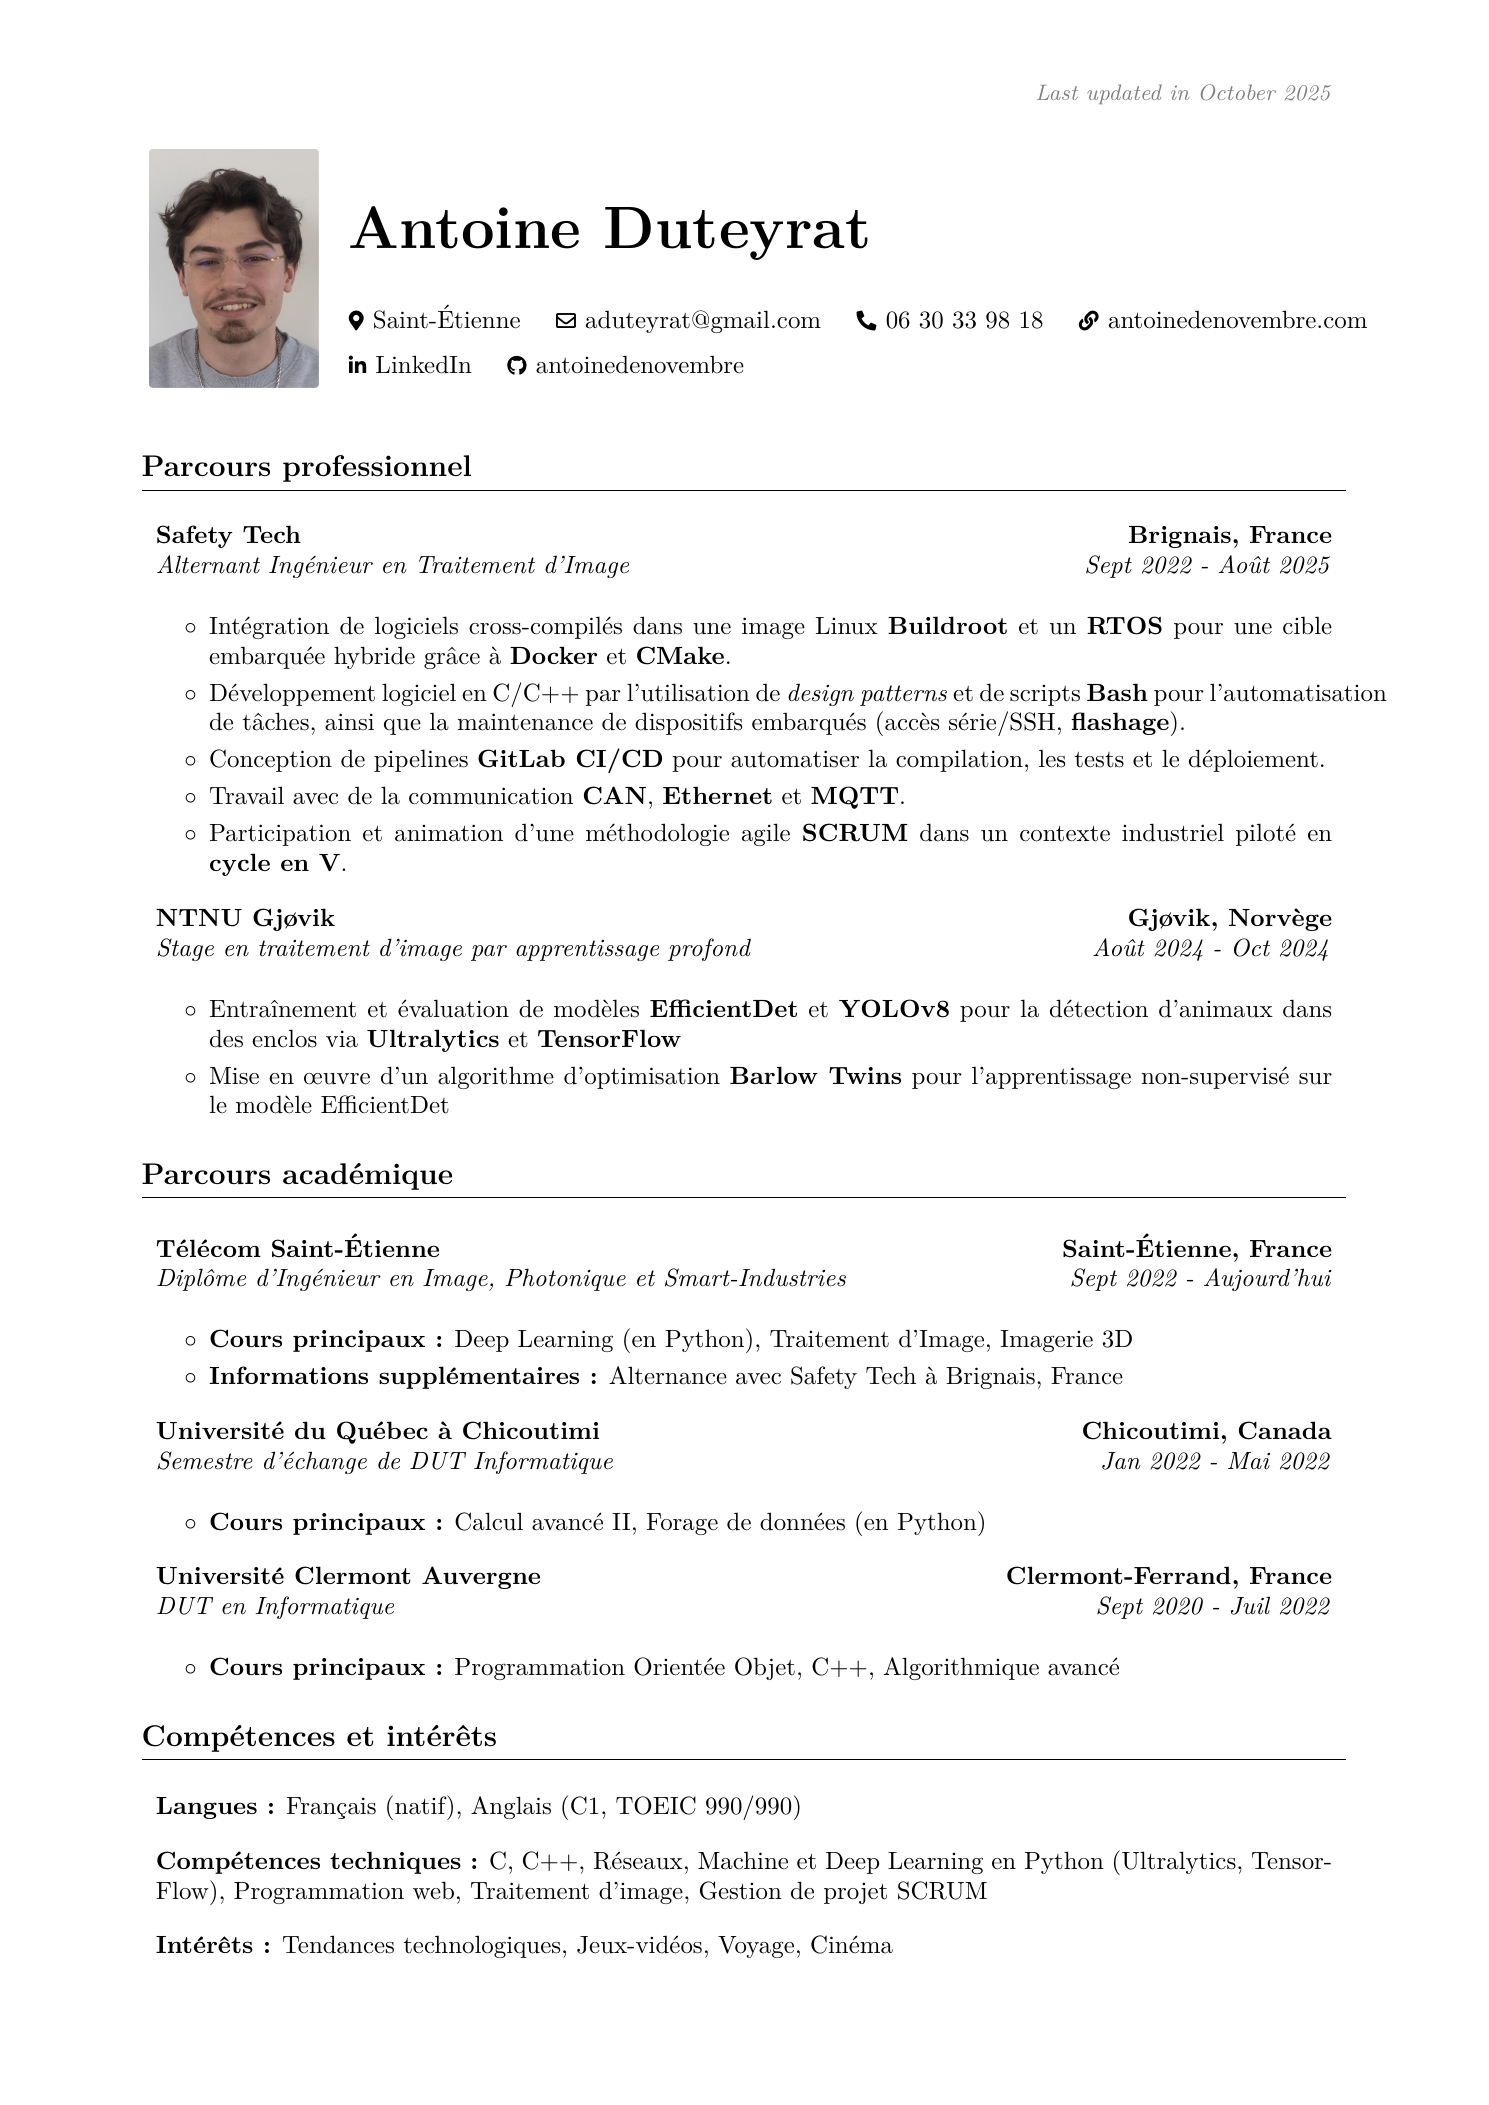 Last updated in October 2025
Antoine Duteyrat
Saint-Étienne aduteyrat@gmail.com 06 30 33 98 18 antoinedenovembre.com
LinkedIn antoinedenovembre
Parcours professionnel
Safety Tech Brignais, France
Alternant Ingénieur en Traitement d'Image Sept 2022 - Août 2025
◦ Intégration de logiciels cross-compilés dans une image Linux Buildroot et un RTOS pour une cible
embarquée hybride grâce à Docker et CMake.
◦ Développement logiciel en C/C++ par l'utilisation de design patterns et de scripts Bash pour l'automatisation
de tâches, ainsi que la maintenance de dispositifs embarqués (accès série/SSH, flashage).
◦ Conception de pipelines GitLab CI/CD pour automatiser la compilation, les tests et le déploiement.
◦ Travail avec de la communication CAN, Ethernet et MQTT.
◦ Participation et animation d'une méthodologie agile SCRUM dans un contexte industriel piloté en
cycle en V.
NTNU Gjøvik Gjøvik, Norvège
Stage en traitement d'image par apprentissage profond Août 2024 - Oct 2024
◦ Entraînement et évaluation de modèles EfficientDet et YOLOv8 pour la détection d'animaux dans
des enclos via Ultralytics et TensorFlow
◦ Mise en œuvre d'un algorithme d'optimisation Barlow Twins pour l'apprentissage non-supervisé sur
le modèle EfficientDet
Parcours académique
Télécom Saint-Étienne Saint-Étienne, France
Diplôme d'Ingénieur en Image, Photonique et Smart-Industries Sept 2022 - Aujourd'hui
◦ Cours principaux : Deep Learning (en Python), Traitement d'Image, Imagerie 3D
◦ Informations supplémentaires : Alternance avec Safety Tech à Brignais, France
Université du Québec à Chicoutimi Chicoutimi, Canada
Semestre d'échange de DUT Informatique Jan 2022 - Mai 2022
◦ Cours principaux : Calcul avancé II, Forage de données (en Python)
Université Clermont Auvergne Clermont-Ferrand, France
DUT en Informatique Sept 2020 - Juil 2022
◦ Cours principaux : Programmation Orientée Objet, C++, Algorithmique avancé
Compétences et intérêts
Langues : Français (natif), Anglais (C1, TOEIC 990/990)
Compétences techniques : C, C++, Réseaux, Machine et Deep Learning en Python (Ultralytics, Tensor-
Flow), Programmation web, Traitement d'image, Gestion de projet SCRUM
Intérêts : Tendances technologiques, Jeux-vidéos, Voyage, Cinéma